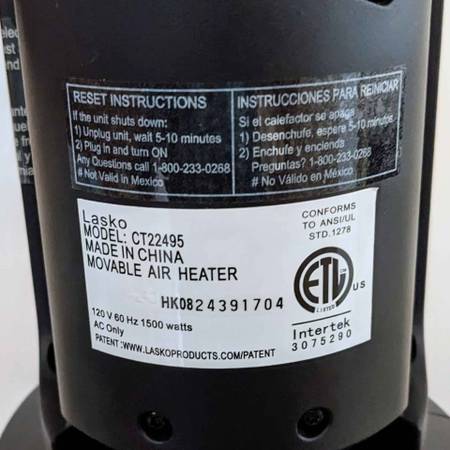 RESET INSTRUCTIONS
If the unit shuts down:
1) Unplug unit, wait 5-10 minutes
2) Plug in and turn ON
Any Questions call 1-800-233-0268
# Not Valid in Mexico
INSTRUCCIONES PARA REINICIAR
Si el calefactor se apaga
1) Desenchufe, espere 5-10 minutos
2) Enchufe y encienda
Preguntas? 1-800-233-0268
# No Válido en México
Lasko
MODEL: CT22495
MADE IN CHINA
MOVABLE AIR HEATER
HK0824391704
120 V 60 Hz 1500 watts
AC Only
PATENT:WWW.LASKOPRODUCTS.COM/PATENT
CONFORMS
TO ANSI/UL
STD.1278
ETL
LISTED
US
Intertek
3075290